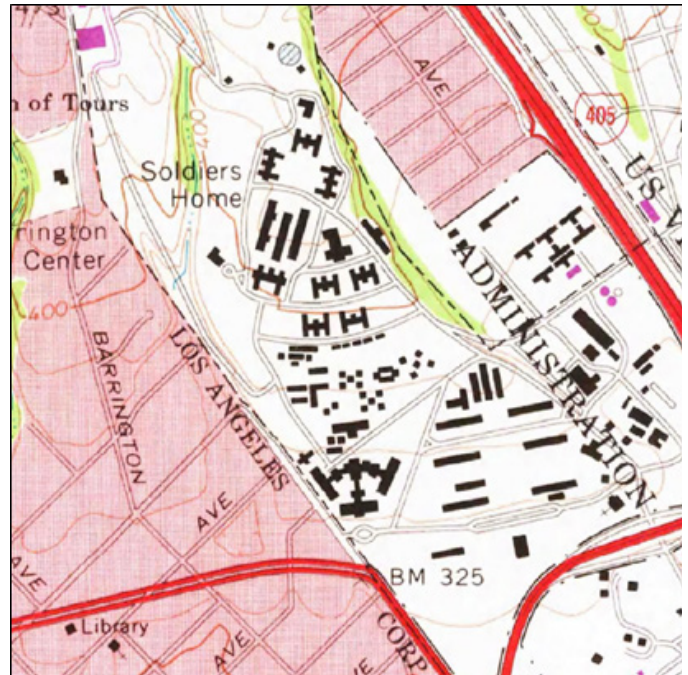 AVE
n of Tours
400
405
Soldiers
Home
US V
rington
Center
ADMINISTRATION
400
BARRINGTON
LOS ANGELES
AVE
BM 325
AVE
Library
CORP
AVE